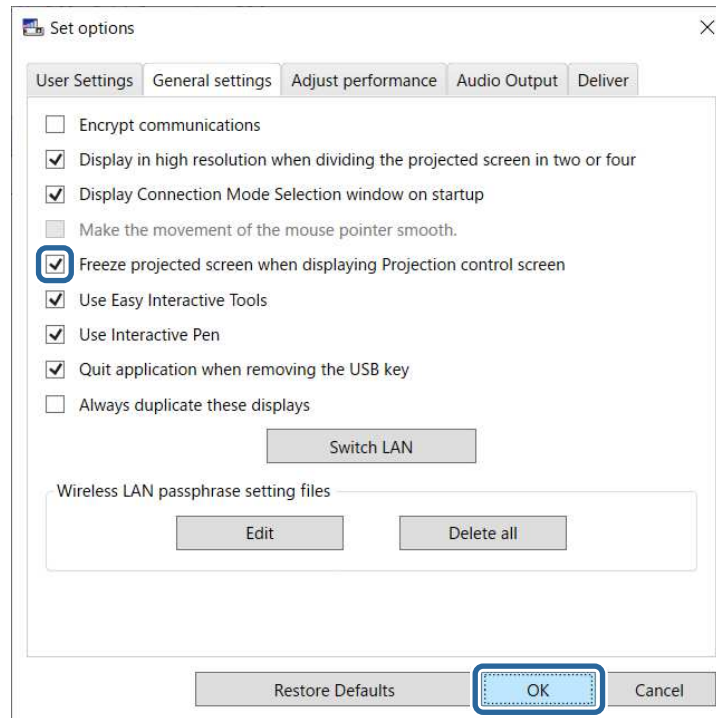 Set options
User Settings General settings Adjust performance Audio Output Deliver
Encrypt communications
Display in high resolution when dividing the projected screen in two or four
Display Connection Mode Selection window on startup
Make the movement of the mouse pointer smooth.
Freeze projected screen when displaying Projection control screen
Use Easy Interactive Tools
Use Interactive Pen
Quit application when removing the USB key
Always duplicate these displays
Switch LAN
Wireless LAN passphrase setting files
Edit Delete all
Restore Defaults OK Cancel